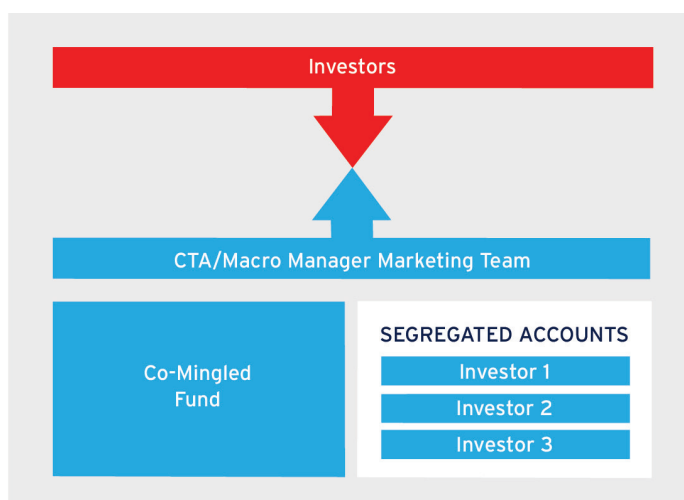 Investors
CTA/Macro Manager Marketing Team
Co-Mingled
Fund
SEGREGATED ACCOUNTS
Investor 1
Investor 2
Investor 3